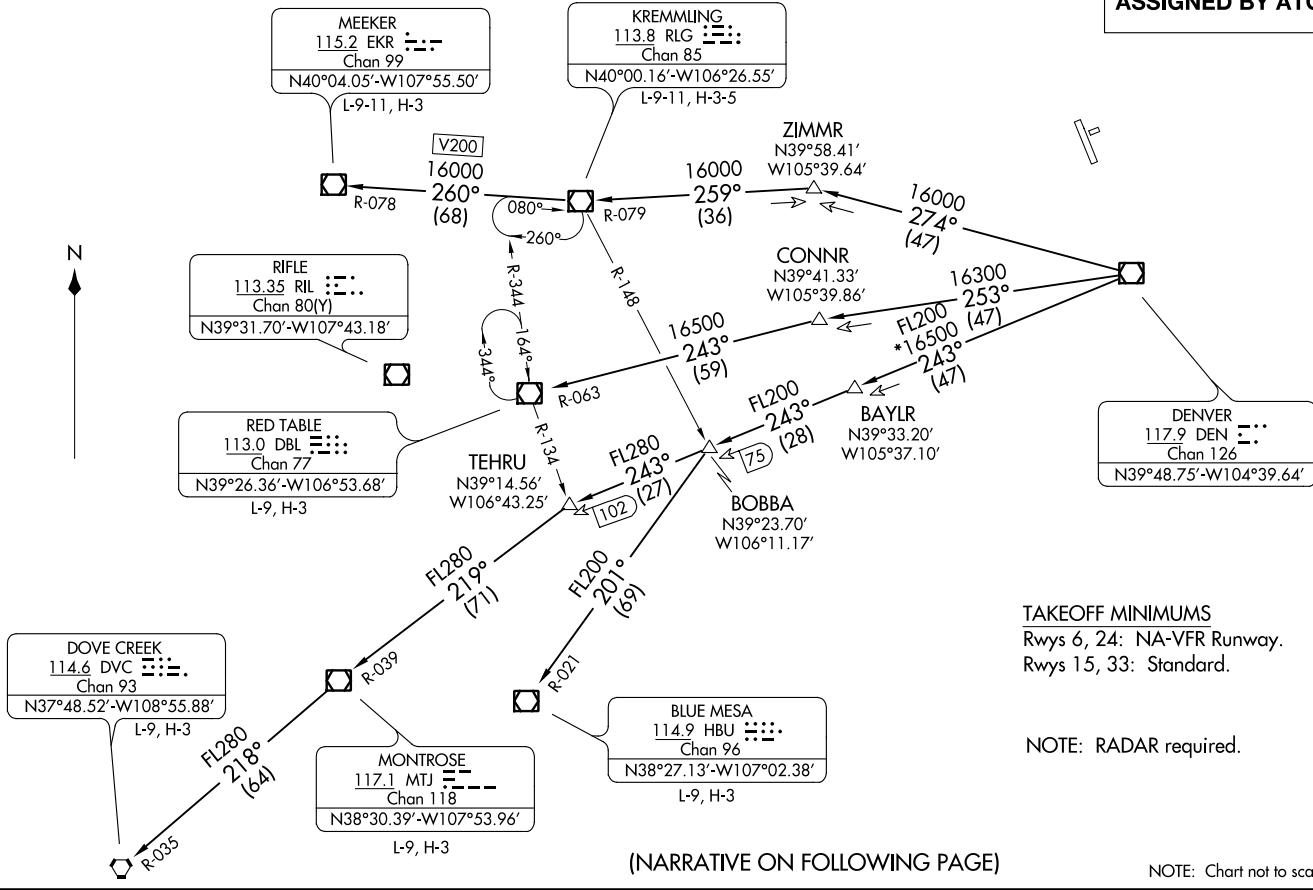 ASSIGNED BY ATC
MEEKER
115.2 EKR
Chan 99
N40°04.05′-W107°55.50′
L-9-11, H-3
KREMMLING
113.8 RLG
Chan 85
N40°00.16′-W106°26.55′
L-9-11, H-3-5
ZIMMR
N39°58.41′
W105°39.64′
V200
16000
260°
(68)
R-078
080°
260°
R-079
16000
259°
(36)
16000
274°
(47)
N
RIFLE
113.35 RIL
Chan 80(Y)
N39°31.70′-W107°43.18′
R-344
R-148
CONNR
N39°41.33′
W105°39.86′
16300
253°
(47)
FL200
*16500
243°
(47)
164°
344°
16500
243°
(59)
R-063
RED TABLE
113.0 DBL
Chan 77
N39°26.36′-W106°53.68′
L-9, H-3
R-134
FL200
243°
(28)
BAYLR
N39°33.20′
W105°37.10′
DENVER
117.9 DEN
Chan 126
N39°48.75′-W104°39.64′
TEHRU
N39°14.56′
W106°43.25′
FL280
243°
(27)
75
102
BOBBA
N39°23.70′
W106°11.17′
FL280
219°
(71)
FL200
201°
(69)
TAKEOFF MINIMUMS
Rwys 6, 24: NA-VFR Runway.
Rwys 15, 33: Standard.
DOVE CREEK
114.6 DVC
Chan 93
N37°48.52′-W108°55.88′
L-9, H-3
R-039
R-021
FL280
218°
(64)
R-035
MONTROSE
117.1 MTJ
Chan 118
N38°30.39′-W107°53.96′
L-9, H-3
BLUE MESA
114.9 HBU
Chan 96
N38°27.13′-W107°02.38′
L-9, H-3
NOTE: RADAR required.
(NARRATIVE ON FOLLOWING PAGE)
NOTE: Chart not to